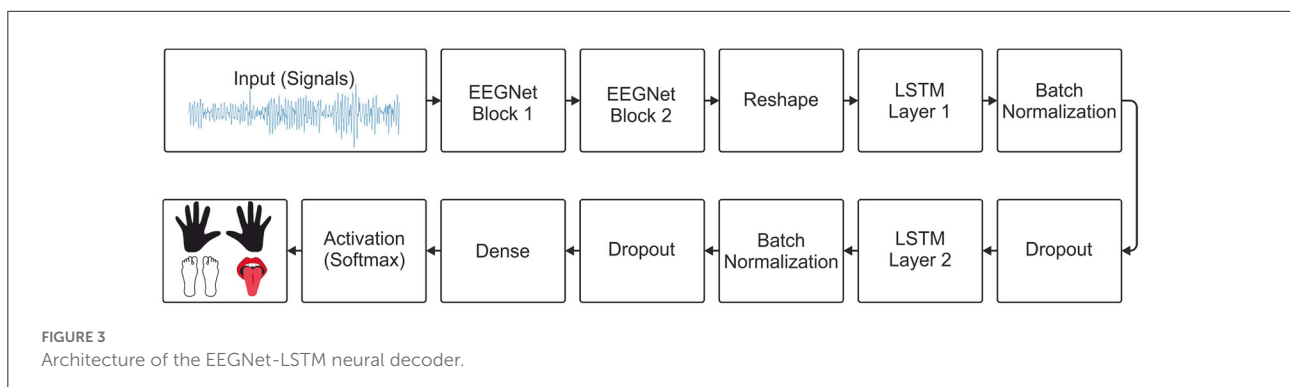 Input (Signals)
EEGNet
Block 1
EEGNet
Block 2
Reshape
LSTM
Layer 1
Batch
Normalization
Dropout
LSTM
Layer 2
Batch
Normalization
Dropout
Dense
Activation
(Softmax)
FIGURE 3
Architecture of the EEGNet-LSTM neural decoder.